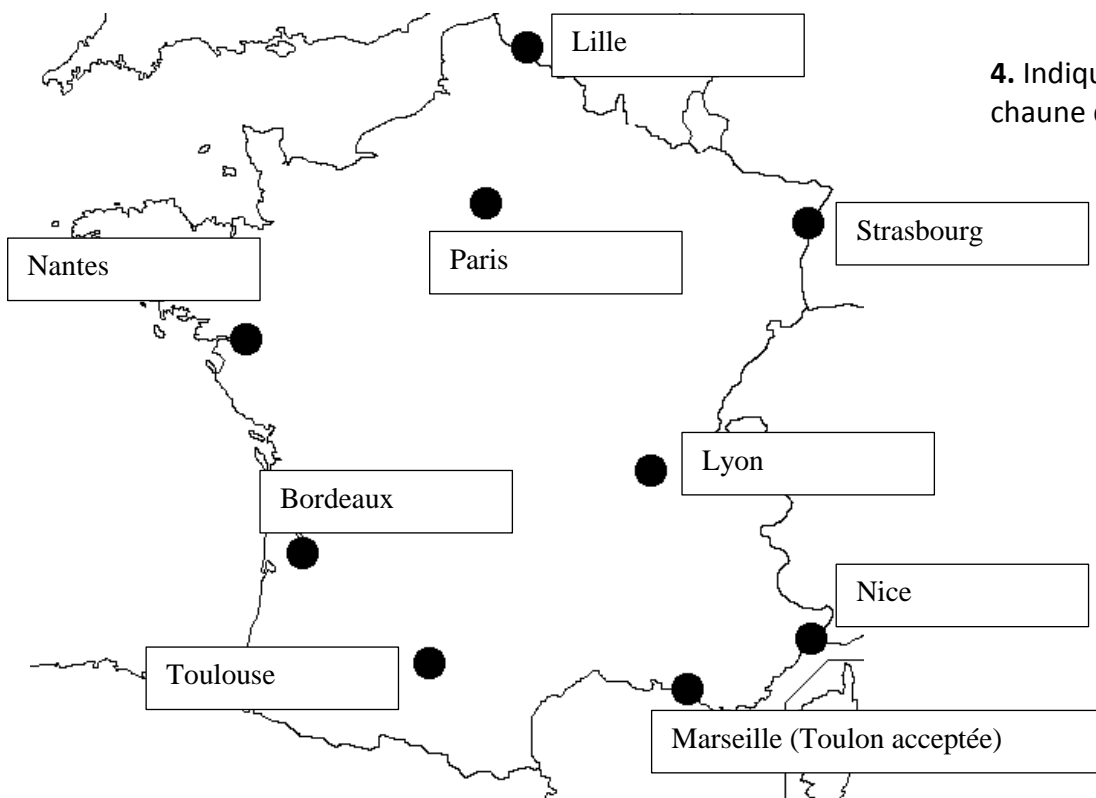 Lille
4. Indiqu
chaune
Strasbourg
Nantes
Paris
Lyon
Bordeaux
Nice
Toulouse
Marseille (Toulon acceptée)